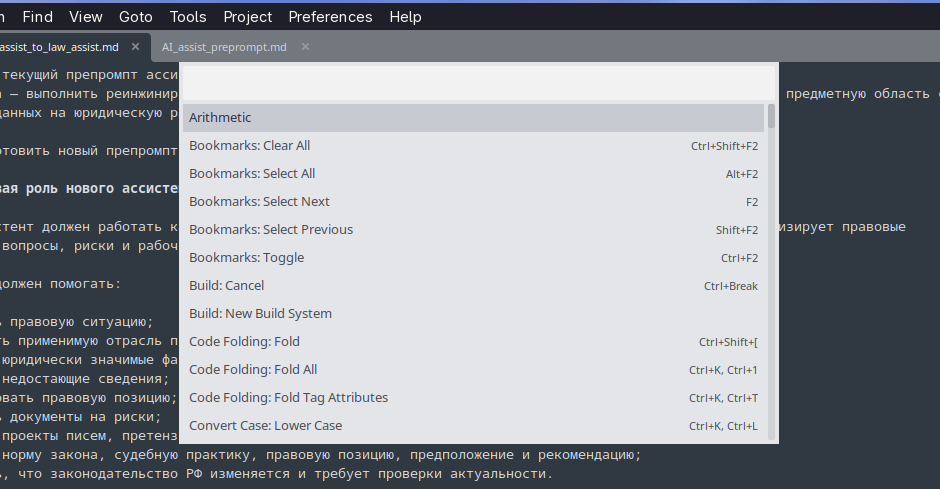 n Find View Goto Tools Project Preferences Help
assist_to_law_assist.md × AI_assist_preprompt.md ×
текущий препромпт асси
а — выполнить реинжинир предметную область
данных на юридическую р
отовить новый препромпт
вая роль нового ассисте
стент должен работать к изирует правовые
вопросы, риски и рабоч
должен помогать:
ь правовую ситуацию;
ть применимую отрасль п
юридически значимые фа
недостающие сведения;
овать правовую позицию;
ь документы на риски;
проекты писем, претенз
норму закона, судебную практику, правовую позицию, предположение и рекомендацию;
ь, что законодательство РФ изменяется и требует проверки актуальности.
Arithmetic
Bookmarks: Clear All Ctrl+Shift+F2
Bookmarks: Select All Alt+F2
Bookmarks: Select Next F2
Bookmarks: Select Previous Shift+F2
Bookmarks: Toggle Ctrl+F2
Build: Cancel Ctrl+Break
Build: New Build System
Code Folding: Fold Ctrl+Shift+[
Code Folding: Fold All Ctrl+K, Ctrl+1
Code Folding: Fold Tag Attributes Ctrl+K, Ctrl+T
Convert Case: Lower Case Ctrl+K, Ctrl+L